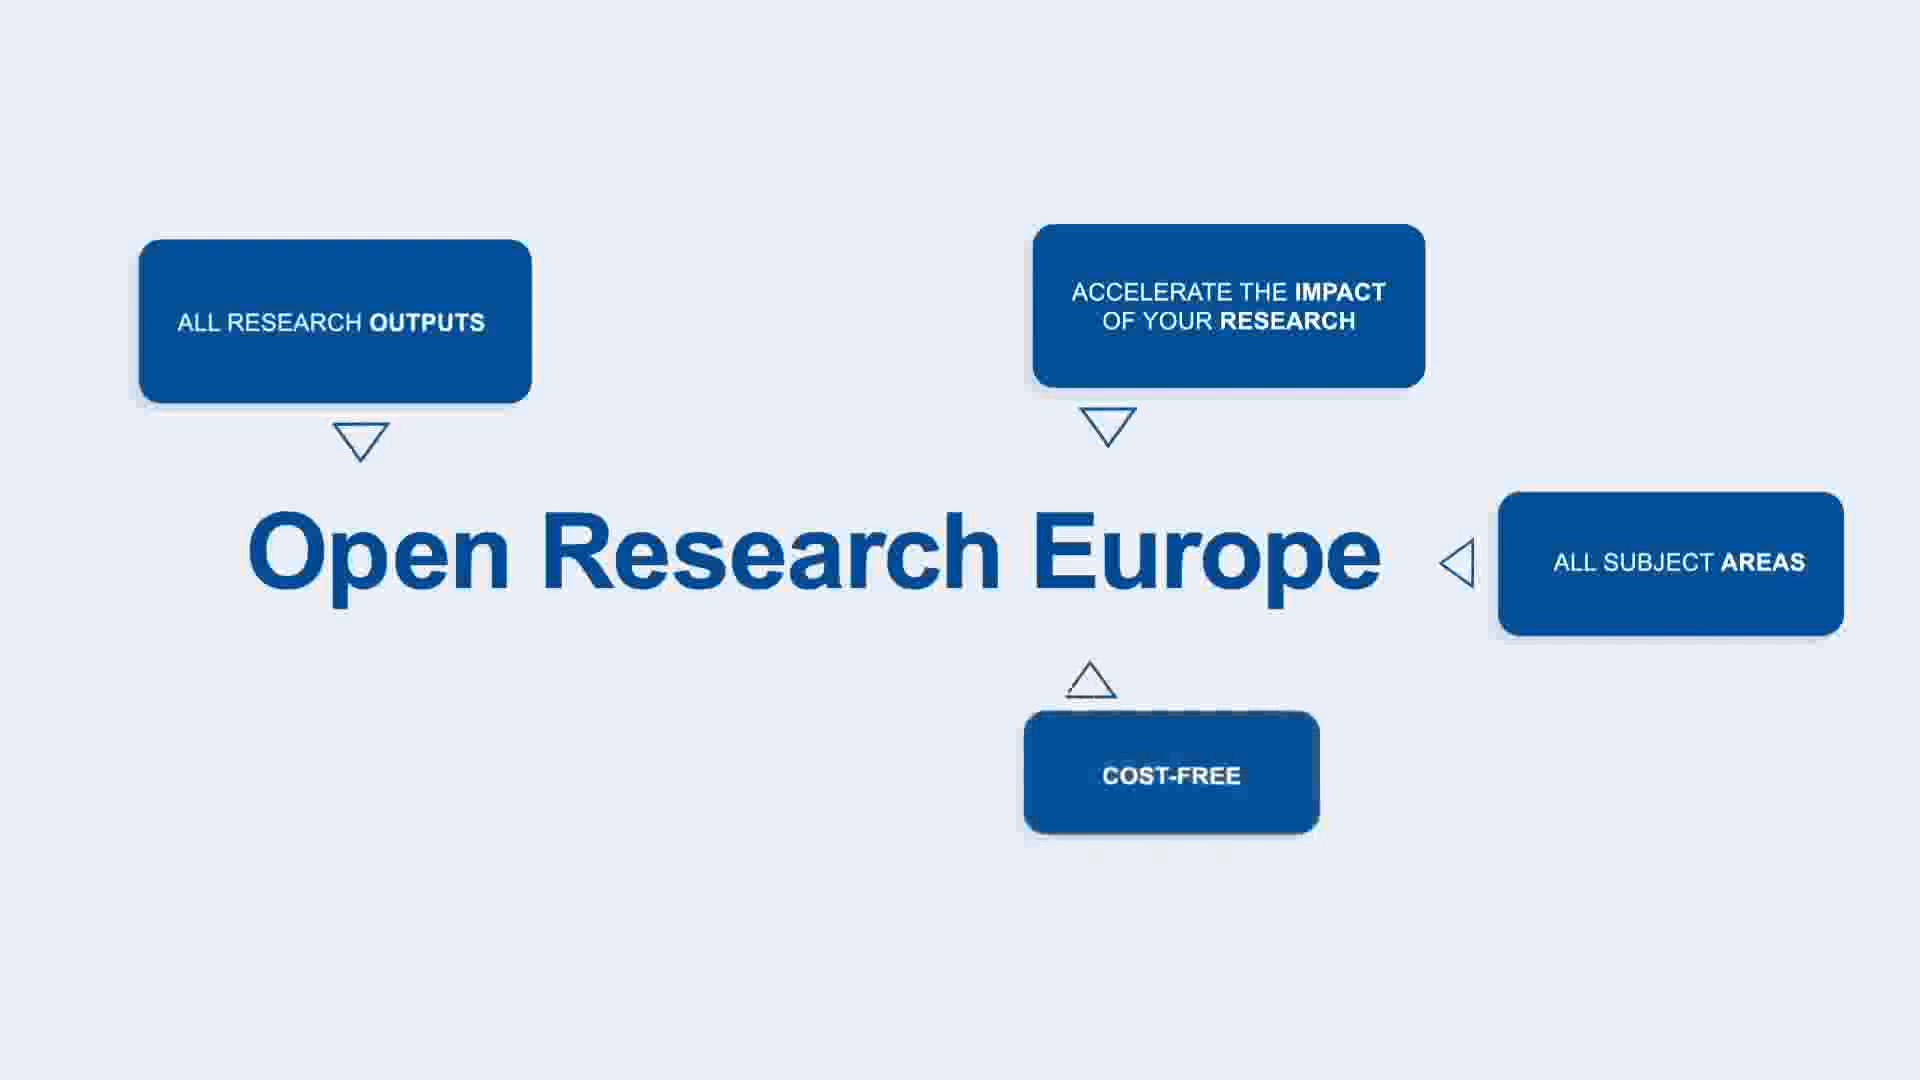 ALL RESEARCH OUTPUTS
ACCELERATE THE IMPACT
OF YOUR RESEARCH
Open Research Europe
ALL SUBJECT AREAS
COST-FREE